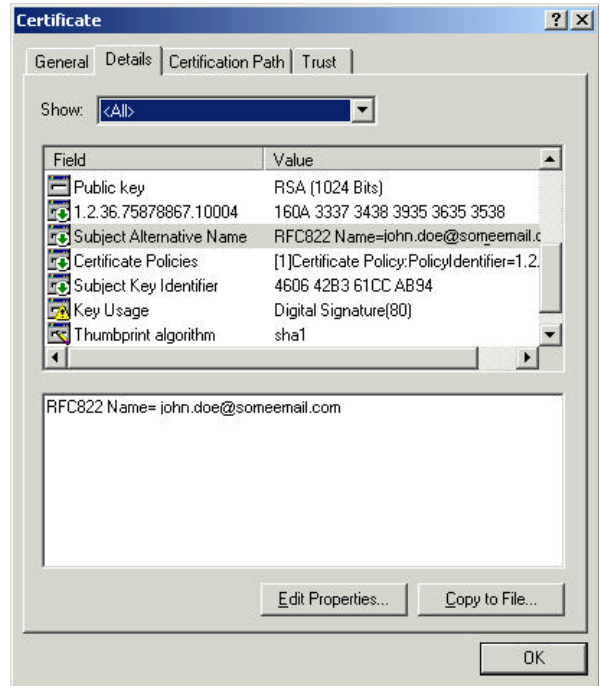 Certificate
General Details Certification Path Trust
Show: <All>
Field Value
Public key RSA (1024 Bits)
1.2.36.75878867.10004 160A 3337 3438 3935 3635 3538
Subject Alternative Name RFC822 Name=john.doe@someemail.c
Certificate Policies [1]Certificate Policy:PolicyIdentifier=1.2.
Subject Key Identifier 4606 42B3 61CC AB94
Key Usage Digital Signature(80)
Thumbprint algorithm sha1
RFC822 Name= john.doe@someemail.com
Edit Properties... Copy to File...
OK